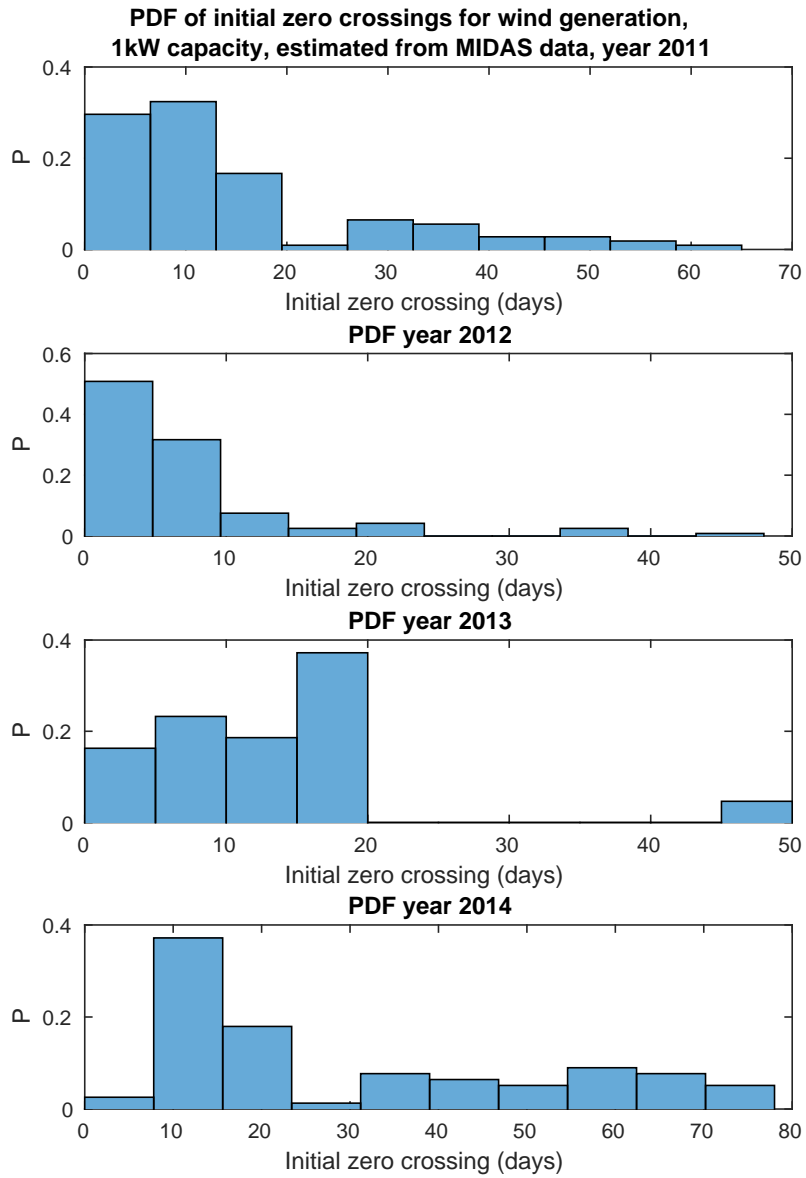 PDF of initial zero crossings for wind generation,
1kW capacity, estimated from MIDAS data, year 2011
0.4
0.2
0
P
0 10 20 30 40 50 60 70
Initial zero crossing (days)
PDF year 2012
0.6
0.4
0.2
0
P
0 10 20 30 40 50
Initial zero crossing (days)
PDF year 2013
0.4
0.2
0
P
0 10 20 30 40 50
Initial zero crossing (days)
PDF year 2014
0.4
0.2
0
P
0 10 20 30 40 50 60 70 80
Initial zero crossing (days)